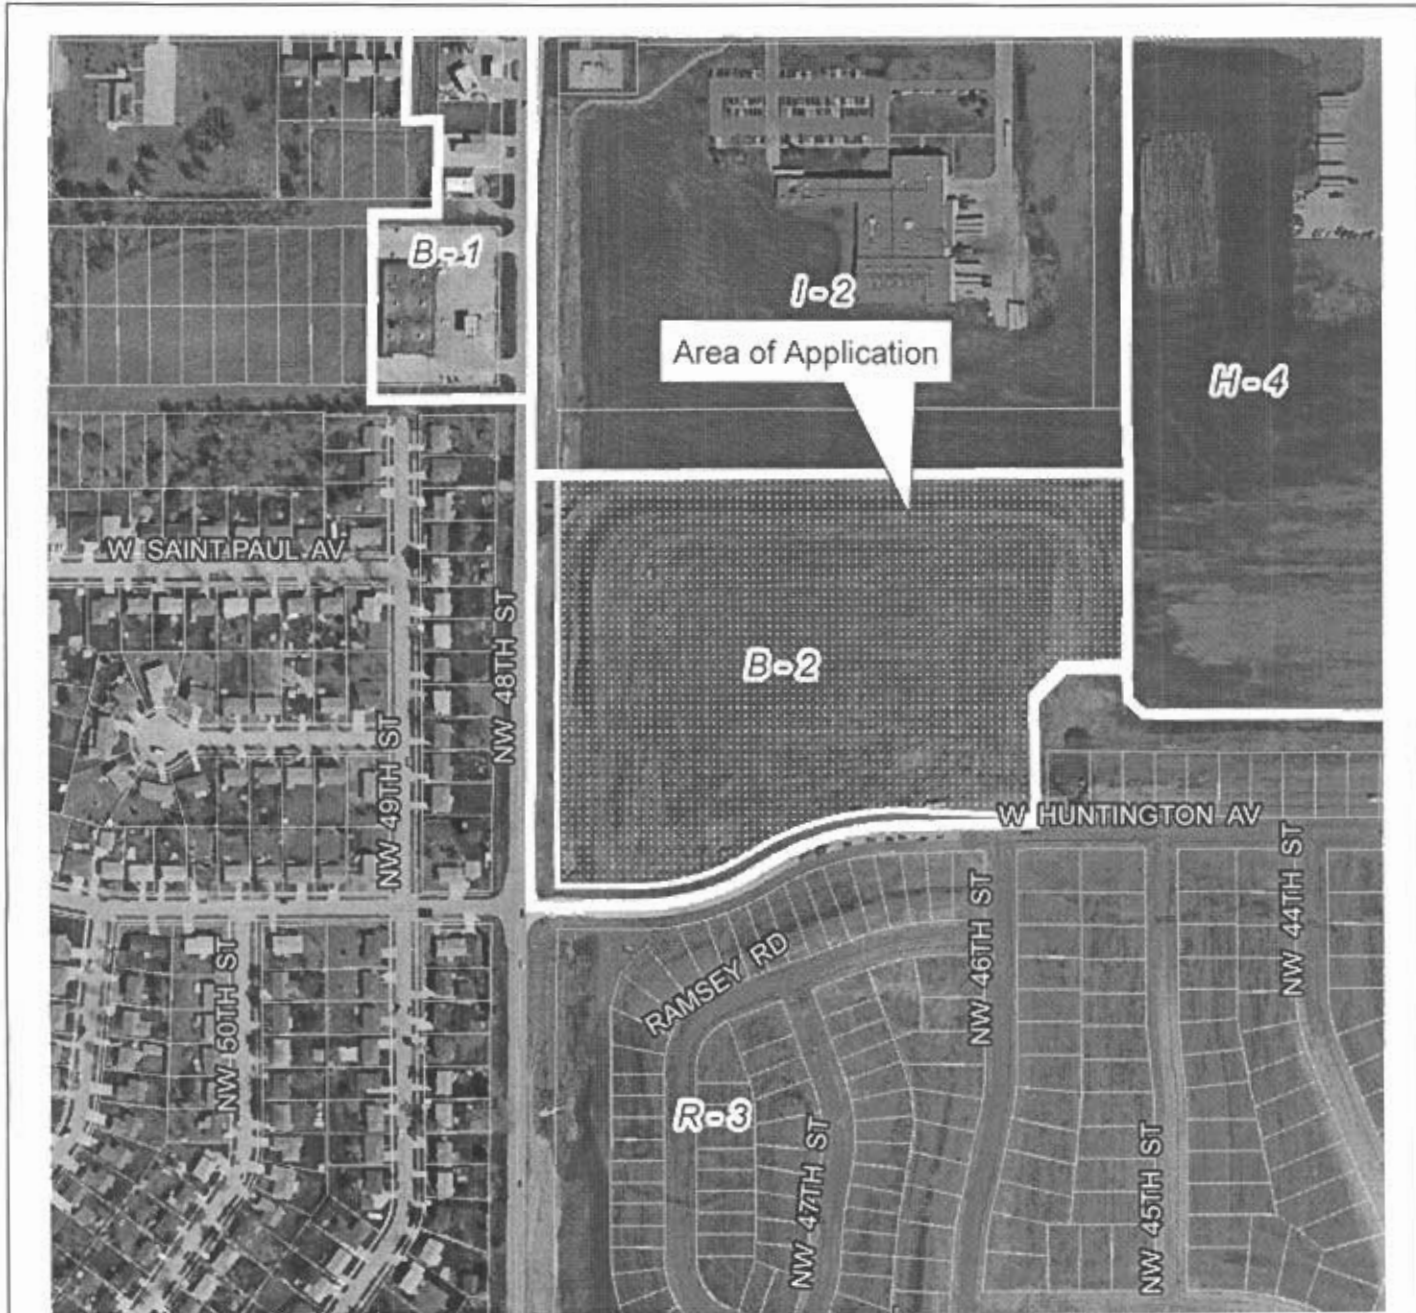 B-1
I-2
Area of Application
H-4
W SAINT PAUL AV
NW 48TH ST
B-2
NW 49TH ST
W HUNTINGTON AV
NW 44TH ST
NW 46TH ST
RAMSEY RD
NW 50TH ST
R-3
NW 47TH ST
NW 45TH ST